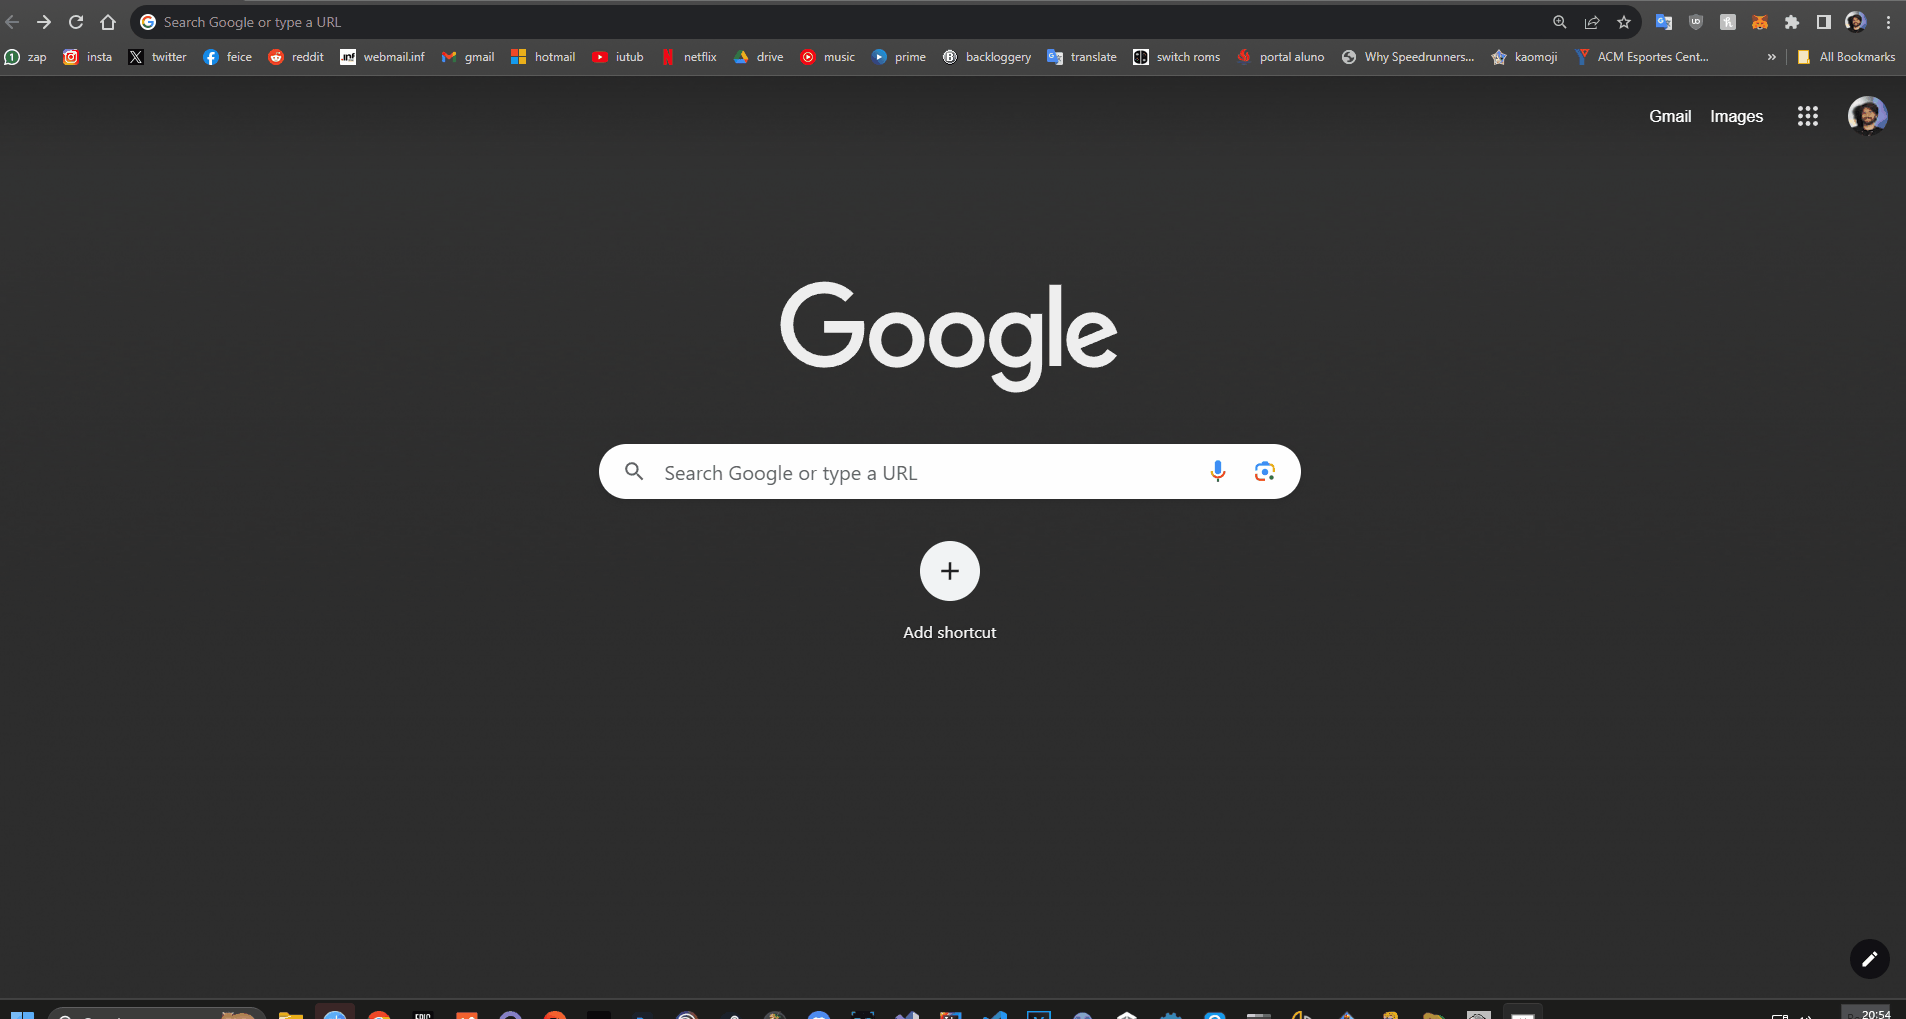 Search Google or type a URL
zap insta twitter feice reddit webmail.inf gmail hotmail iutub netflix drive music prime backloggery translate switch roms portal aluno Why Speedrunners... kaomoji ACM Esportes Cent... » All Bookmarks
Gmail Images
Google
Search Google or type a URL
Add shortcut
20:54